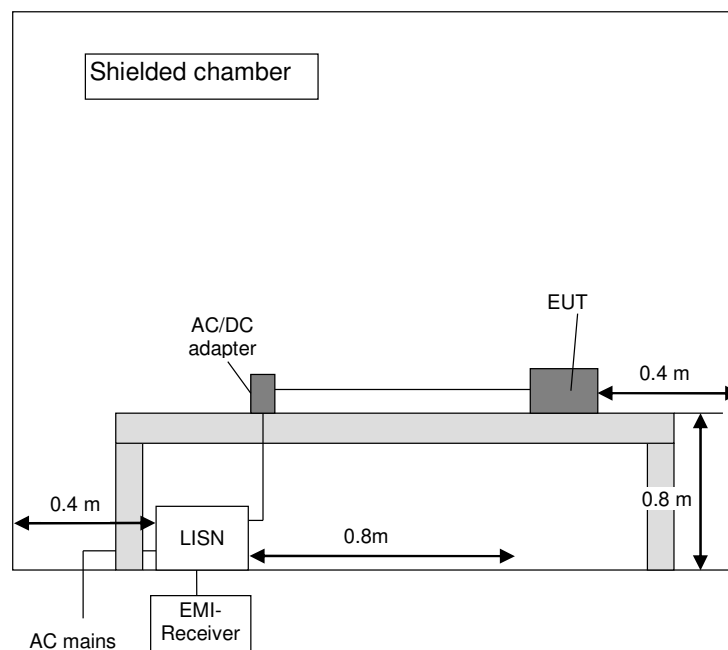 Shielded chamber
EUT
AC/DC
adapter
0.4 m
0.4 m
0.8 m
LISN
0.8m
EMI-
Receiver
AC mains